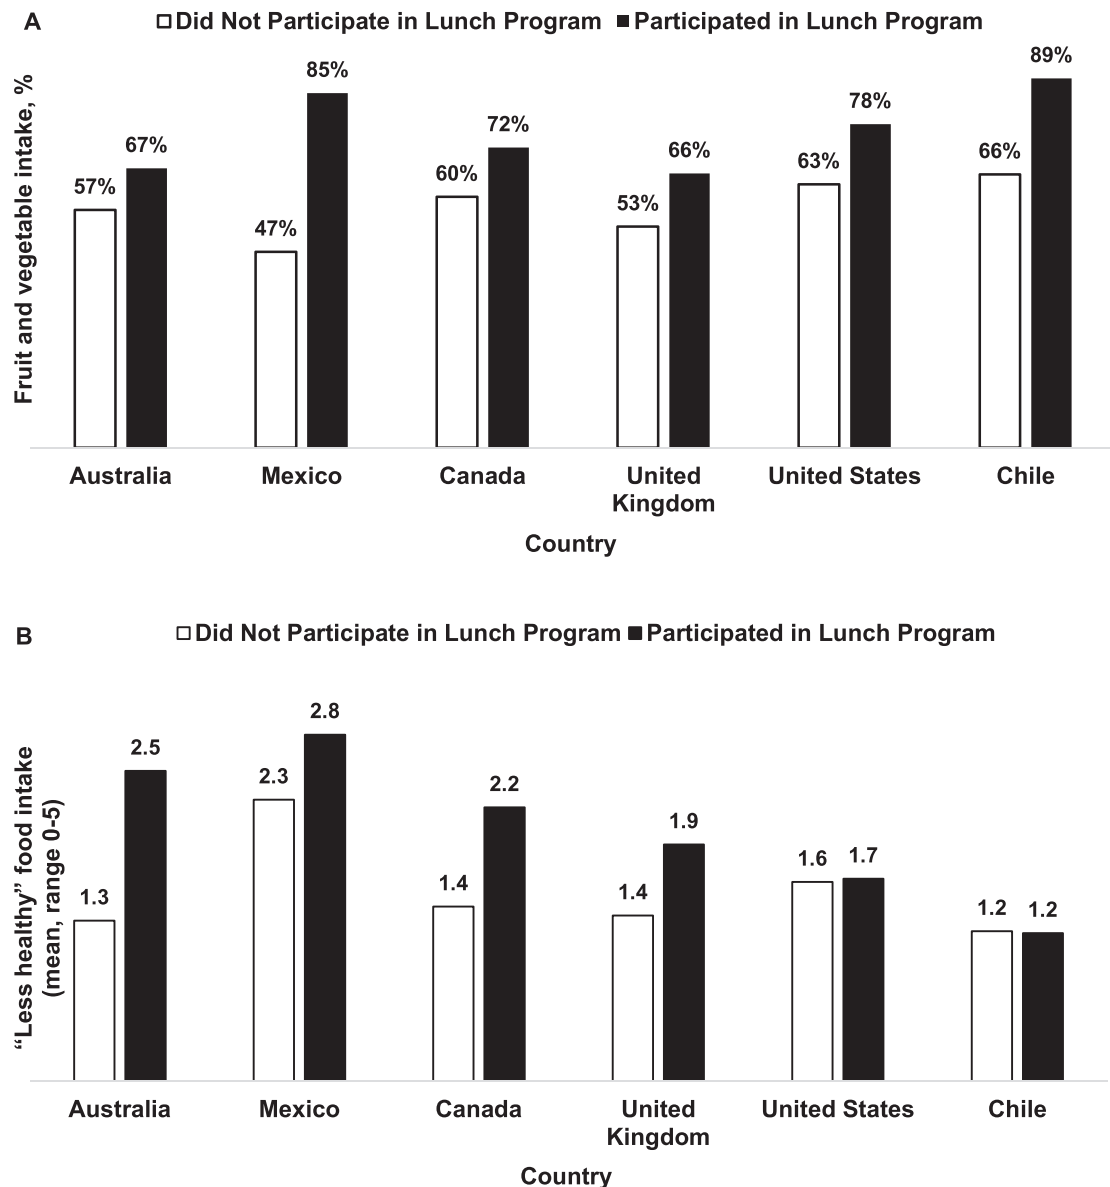 A
Did Not Participate in Lunch Program Participated in Lunch Program
Fruit and vegetable intake, %
57% 67% 47% 85% 60% 72% 53% 66% 63% 78% 66% 89%
Australia Mexico Canada United Kingdom United States Chile
Country
B
Did Not Participate in Lunch Program Participated in Lunch Program
“Less healthy” food intake
(mean, range 0-5)
1.3 2.5 2.3 2.8 1.4 2.2 1.4 1.9 1.6 1.7 1.2 1.2
Australia Mexico Canada United Kingdom United States Chile
Country